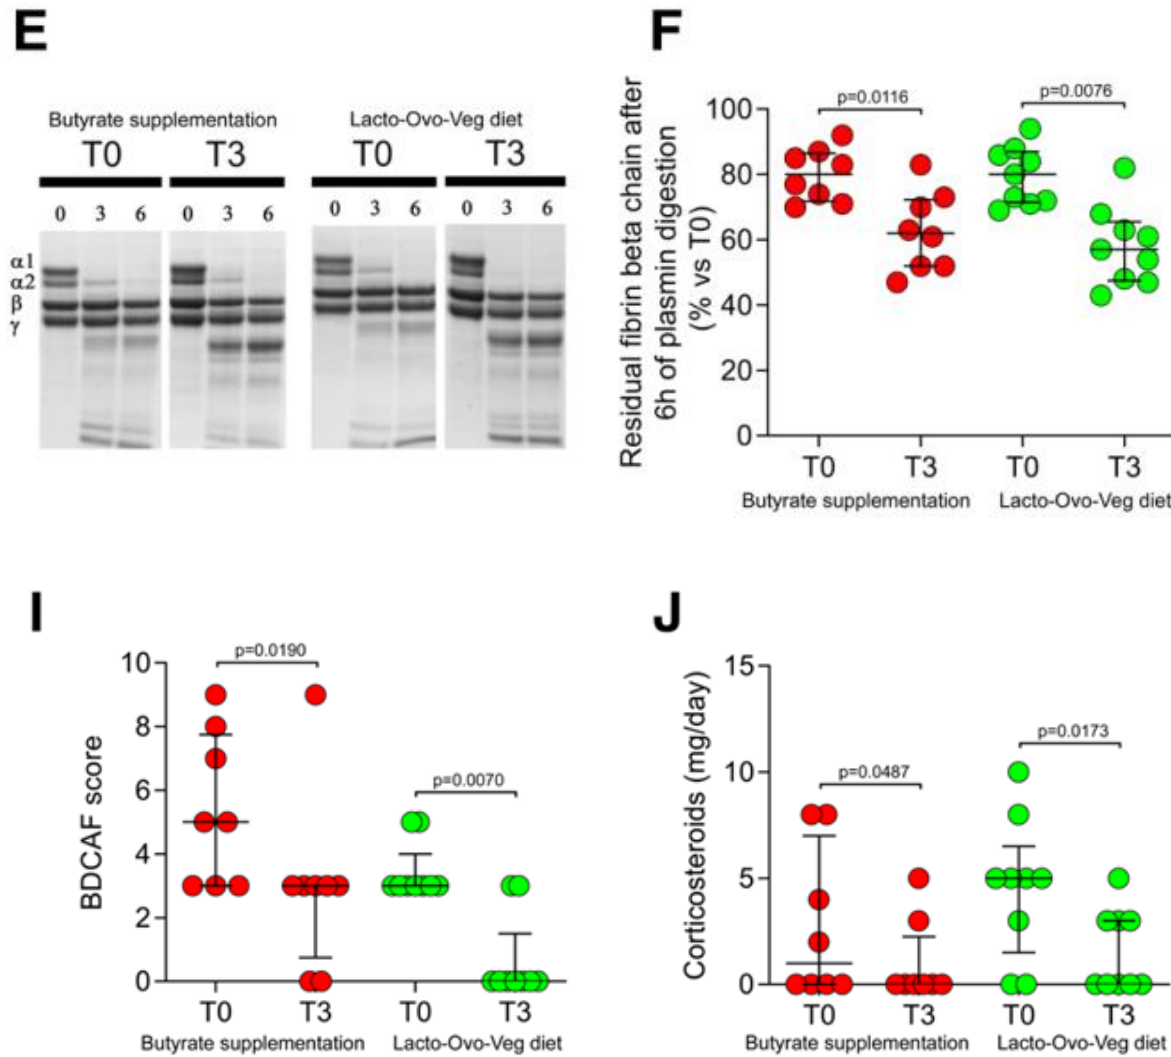 E
Butyrate supplementation Lacto-Ovo-Veg diet
T0 T3 T0 T3
0 3 6 0 3 6 0 3 6 0 3 6
α1
α2
β
γ
F
Residual fibrin beta chain after
6h of plasmin digestion
(% vs T0)
100
80
60
40
20
0
p=0.0116
p=0.0076
T0 T3 T0 T3
Butyrate supplementation Lacto-Ovo-Veg diet
I
BDCAF score
10
8
6
4
2
0
p=0.0190
p=0.0070
T0 T3 T0 T3
Butyrate supplementation Lacto-Ovo-Veg diet
J
Corticosteroids (mg/day)
15
10
5
0
p=0.0487
p=0.0173
T0 T3 T0 T3
Butyrate supplementation Lacto-Ovo-Veg diet